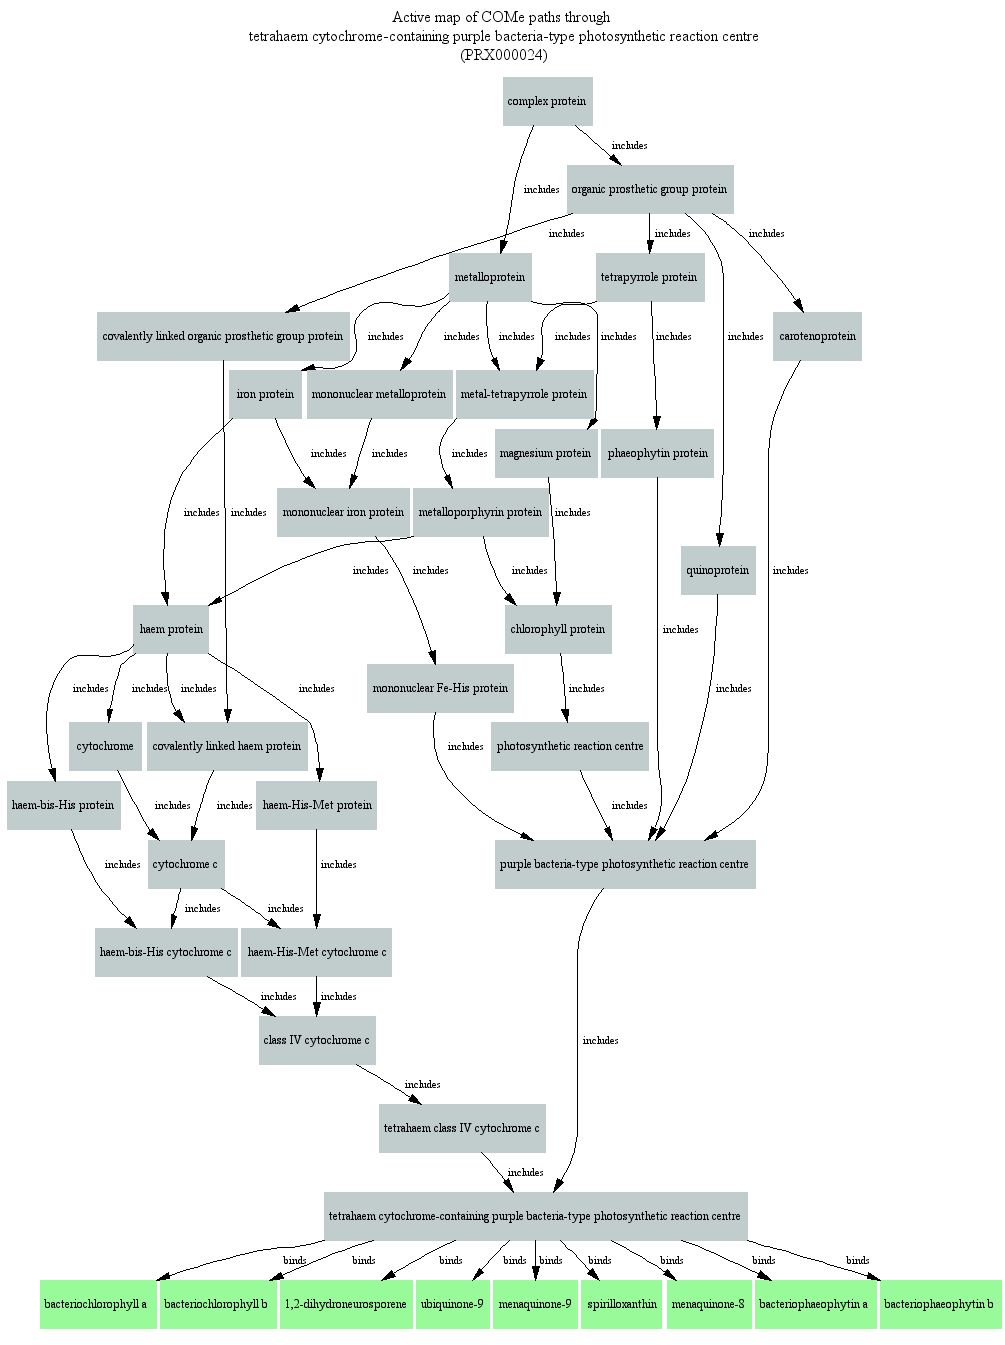 Active map of COMe paths through
tetrahaem cytochrome-containing purple bacteria-type photosynthetic reaction centre
(PRX000024)
complex protein
includes
includes
organic prosthetic group protein
includes
includes
includes
metalloprotein
tetrapyrrole protein
covalently linked organic prosthetic group protein
includes
includes
includes
includes
includes
includes
includes
carotenoprotein
iron protein
mononuclear metalloprotein
metal-tetrapyrrole protein
includes
includes
includes
magnesium protein
phaeophytin protein
includes
includes
mononuclear iron protein
metalloporphyrin protein
includes
includes
includes
includes
quinoprotein
includes
haem protein
chlorophyll protein
includes
includes
includes
includes
includes
mononuclear Fe-His protein
includes
includes
cytochrome
covalently linked haem protein
includes
photosynthetic reaction centre
haem-bis-His protein
includes
includes
haem-His-Met protein
includes
includes
cytochrome c
includes
purple bacteria-type photosynthetic reaction centre
includes
includes
haem-bis-His cytochrome c
haem-His-Met cytochrome c
includes
includes
class IV cytochrome c
includes
includes
tetrahaem class IV cytochrome c
includes
tetrahaem cytochrome-containing purple bacteria-type photosynthetic reaction centre
binds
binds
binds
binds
binds
binds
binds
binds
binds
bacteriochlorophyll a
bacteriochlorophyll b
1,2-dihydroneurosporene
ubiquinone-9
menaquinone-9
spirilloxanthin
menaquinone-8
bacteriophaeophytin a
bacteriophaeophytin b